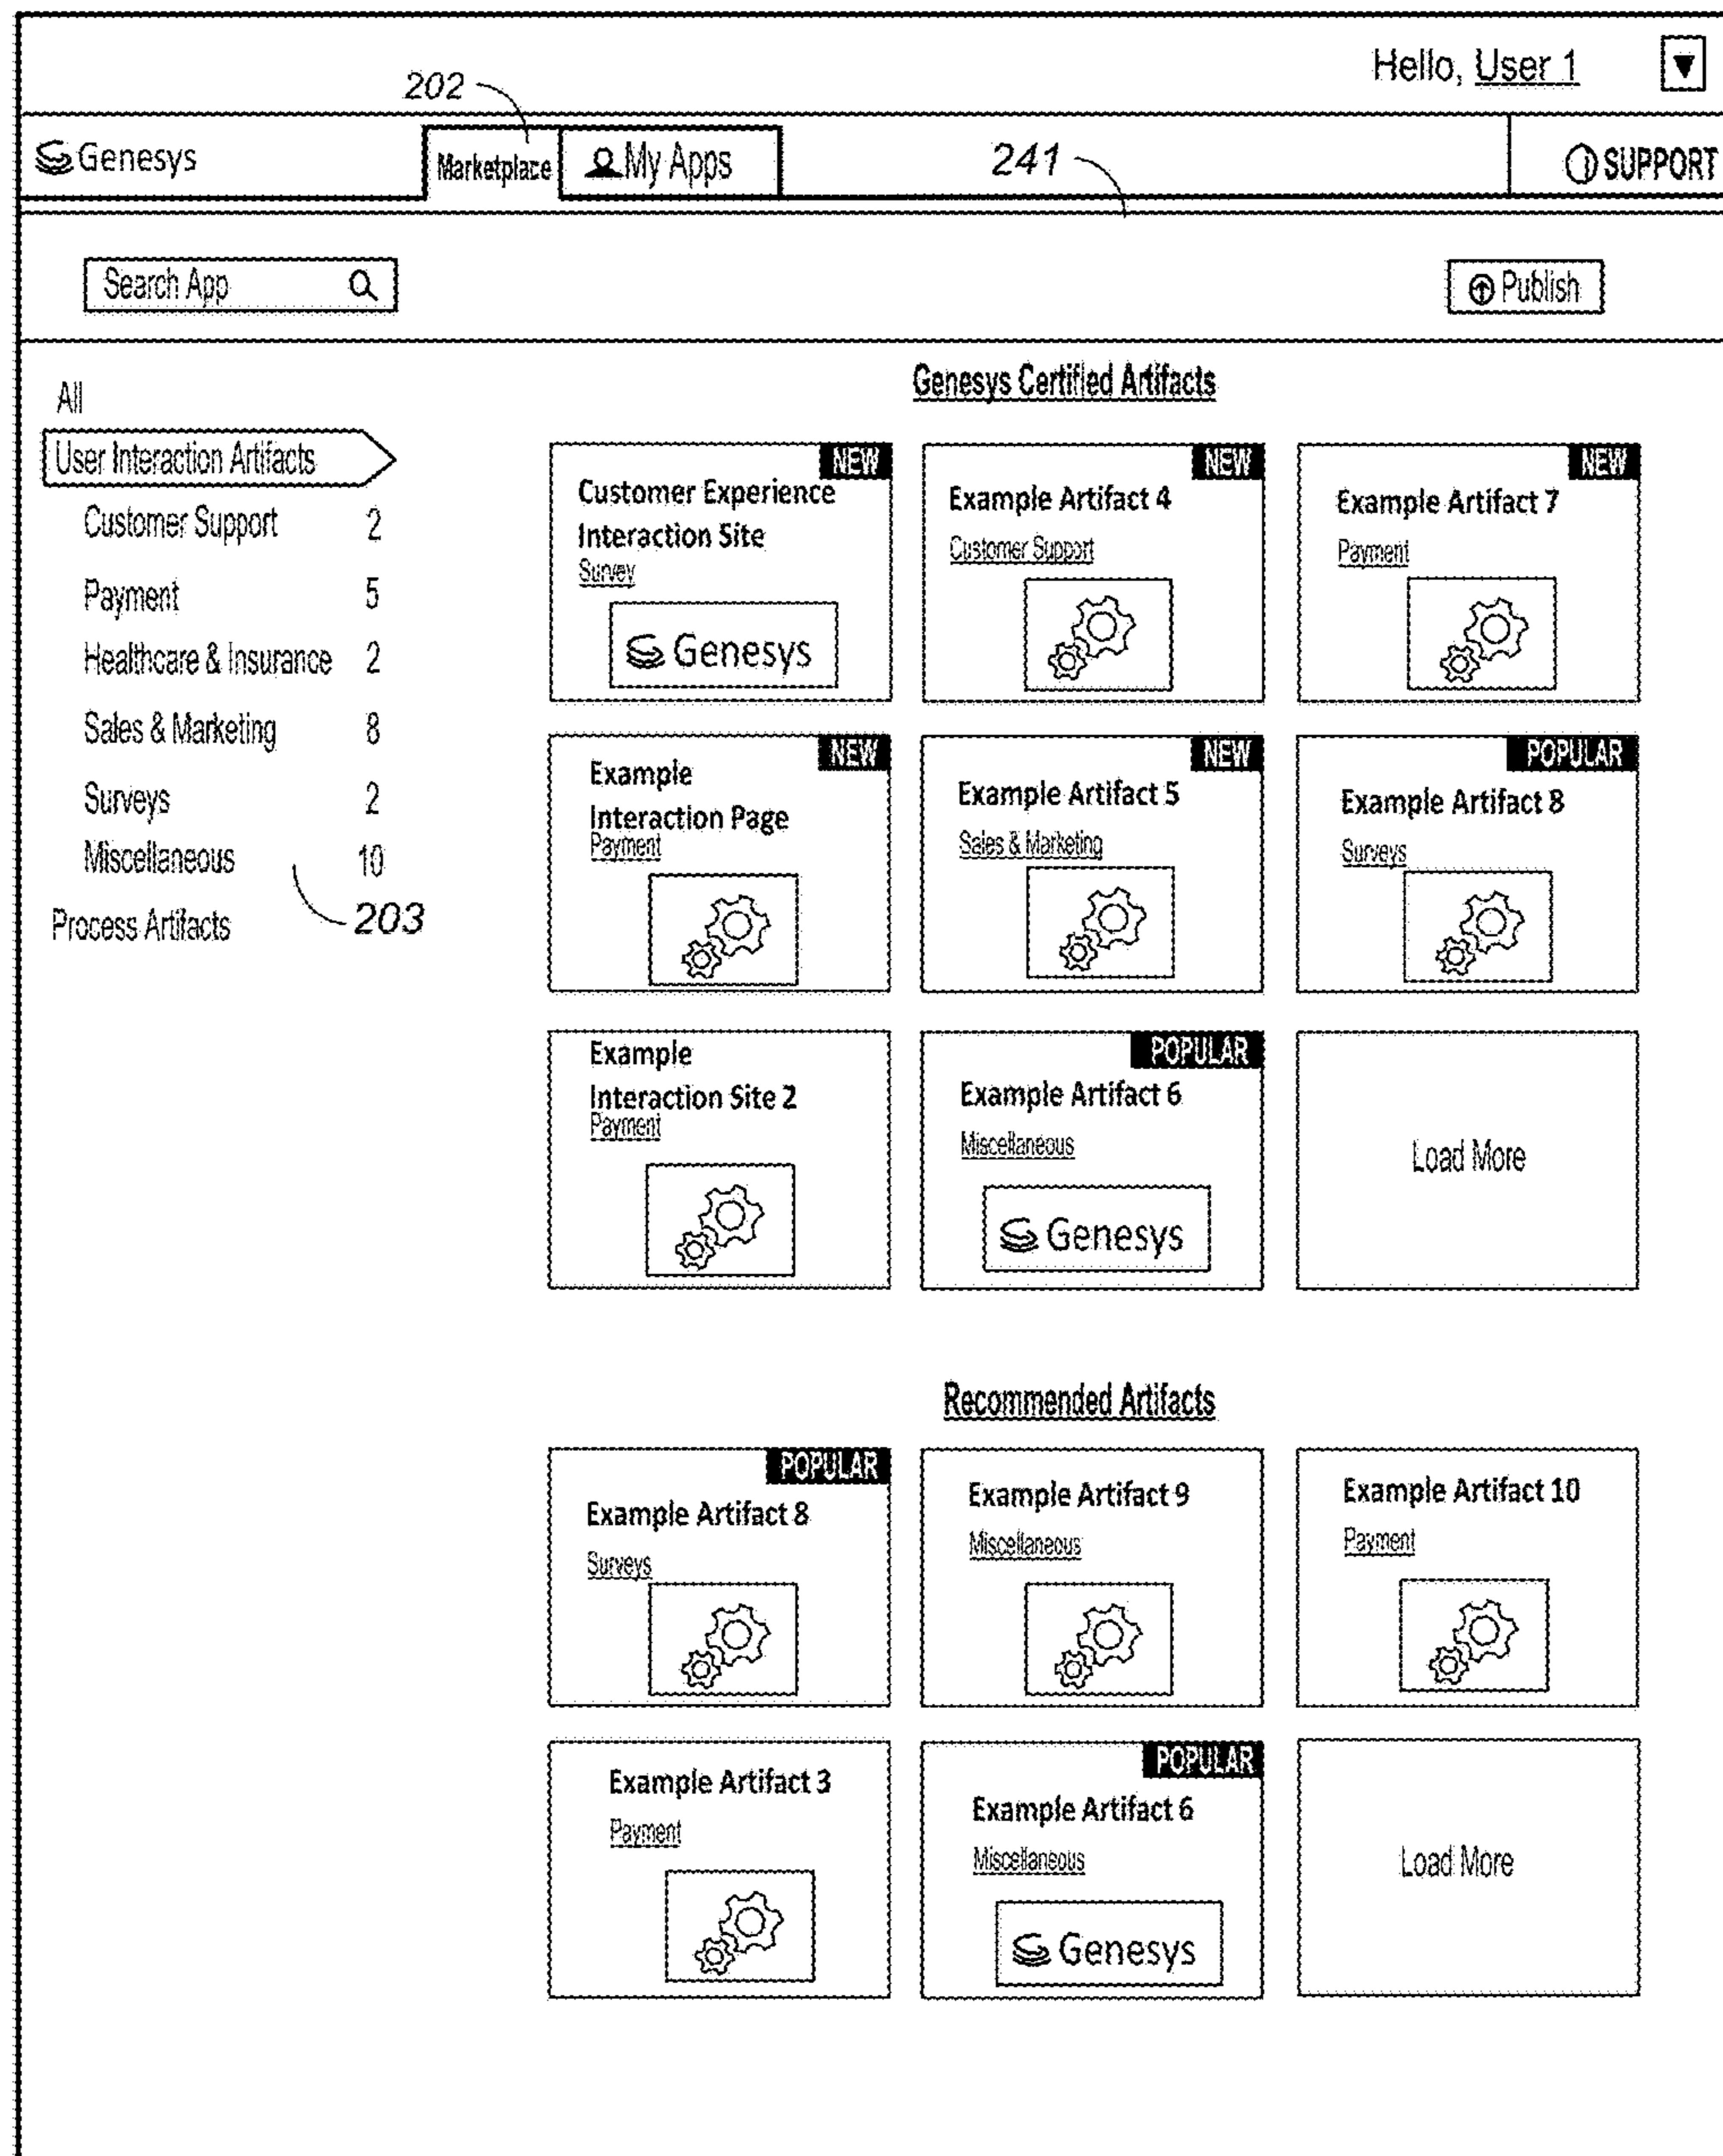 Hello, User 1
202
Genesys
Marketplace
My Apps
241
SUPPORT
Search App
Publish
All
User Interaction Artifacts
Customer Support 2
Payment 5
Healthcare & Insurance 2
Sales & Marketing 8
Surveys 2
Miscellaneous 10
Process Artifacts
203
Genesys Certified Artifacts
NEW
Customer Experience
Interaction Site
Survey
Genesys
NEW
Example Artifact 4
Customer Support
NEW
Example Artifact 7
Payment
NEW
Example
Interaction Page
Payment
NEW
Example Artifact 5
Sales & Marketing
POPULAR
Example Artifact 8
Surveys
Example
Interaction Site 2
Payment
POPULAR
Example Artifact 6
Miscellaneous
Genesys
Load More
Recommended Artifacts
POPULAR
Example Artifact 8
Surveys
Example Artifact 9
Miscellaneous
Example Artifact 10
Payment
Example Artifact 3
Payment
POPULAR
Example Artifact 6
Miscellaneous
Genesys
Load More